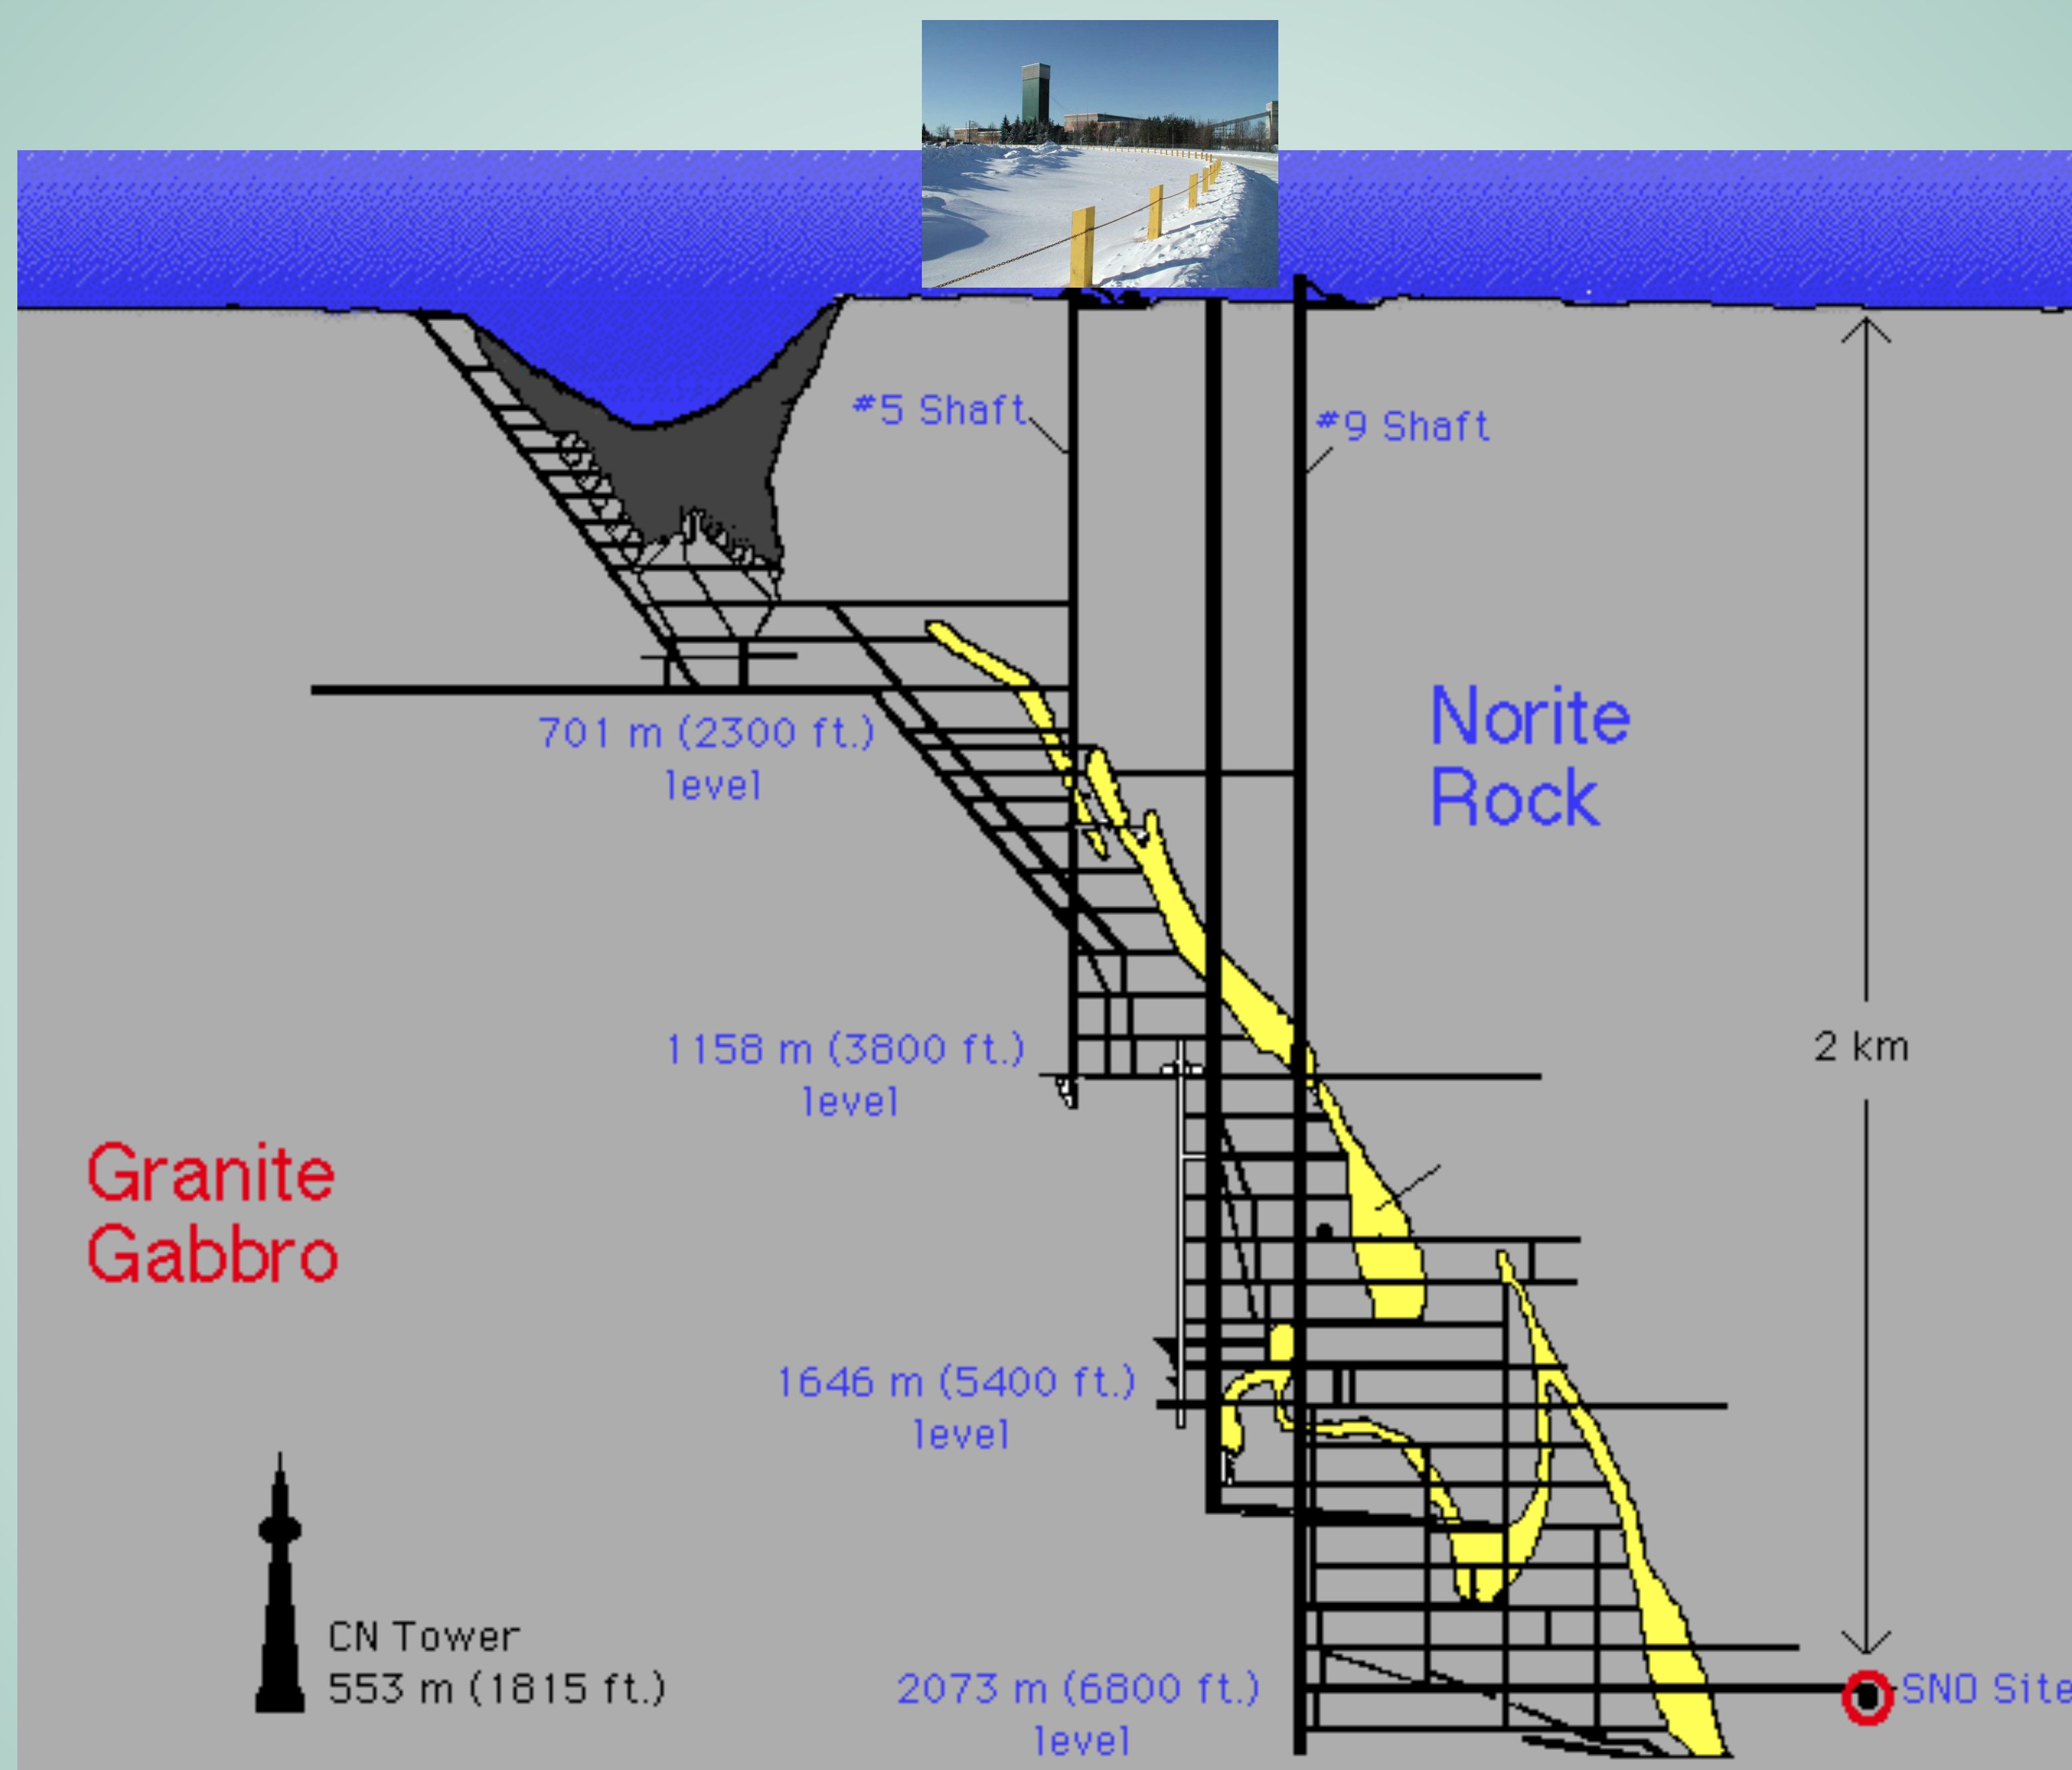 #5 Shaft
#9 Shaft
701 m (2300 ft.)
level
Norite
Rock
1158 m (3800 ft.)
level
2 km
Granite
Gabbro
1646 m (5400 ft.)
level
CN Tower
553 m (1815 ft.)
2073 m (6800 ft.)
level
SNO Site